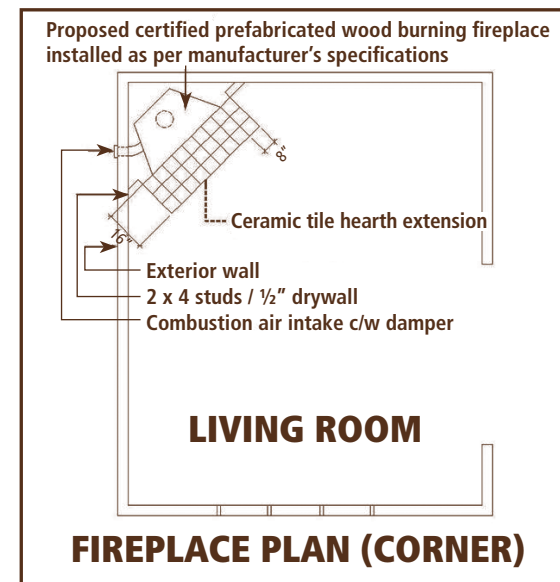 Proposed certified prefabricated wood burning fireplace
installed as per manufacturer’s specifications
8"
Ceramic tile hearth extension
16"
Exterior wall
2 x 4 studs / ½” drywall
Combustion air intake c/w damper
LIVING ROOM
FIREPLACE PLAN (CORNER)